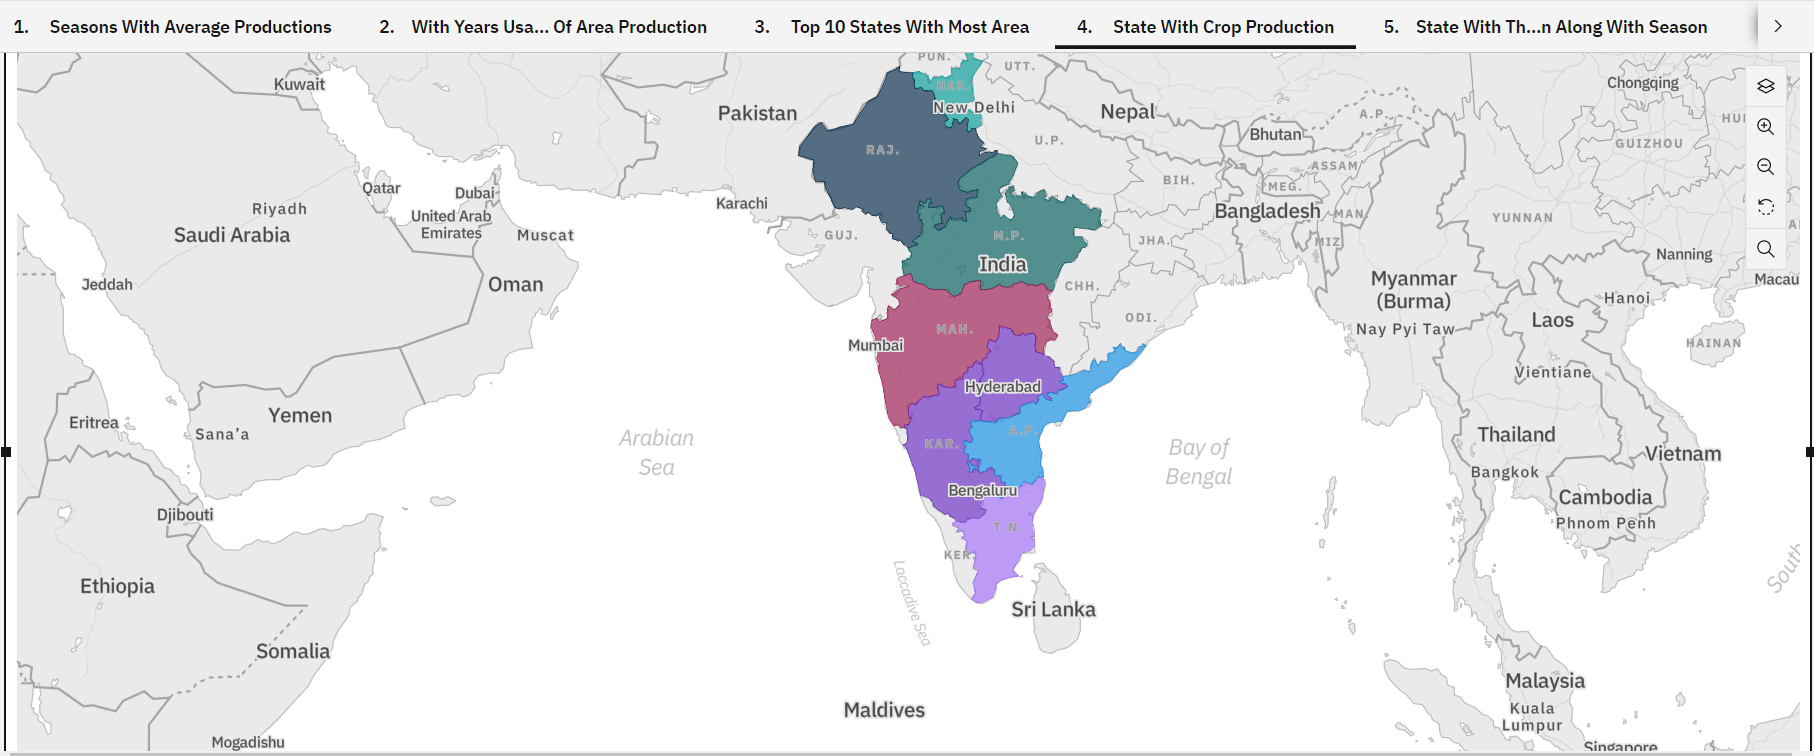 1. Seasons With Average Productions
2. With Years Usa... Of Area Production
3. Top 10 States With Most Area
4. State With Crop Production
5. State With Th...n Along With Season
PUN.
UTT.
Kuwait
HAR.
Chongqing
New Delhi
Pakistan
Nepal
A.P.
HU
Bhutan
U.P.
GUIZHOU
RAJ.
ASSAM
Qatar
Dubai
BIH.
MEG.
Karachi
Riyadh
United Arab
Emirates
Bangladesh
MAN.
YUNNAN
Saudi Arabia
Muscat
GUJ.
M.P.
JHA.
MIZ.
Nanning
India
Jeddah
Oman
CHH.
Myanmar
(Burma)
Macau
Hanoi
ODI.
Laos
Nay Pyi Taw
MAH.
Mumbai
HAINAN
Vientiane
Hyderabad
Yemen
Eritrea
Sana'a
Arabian
Sea
KAR.
A.P.
Bay of
Bengal
Thailand
Vietnam
Bangkok
Bengaluru
Cambodia
Djibouti
Phnom Penh
T.N
KER.
Ethiopia
Laccadive Sea
South
Sri Lanka
Somalia
Malaysia
Maldives
Kuala
Lumpur
Mogadishu
Singapore